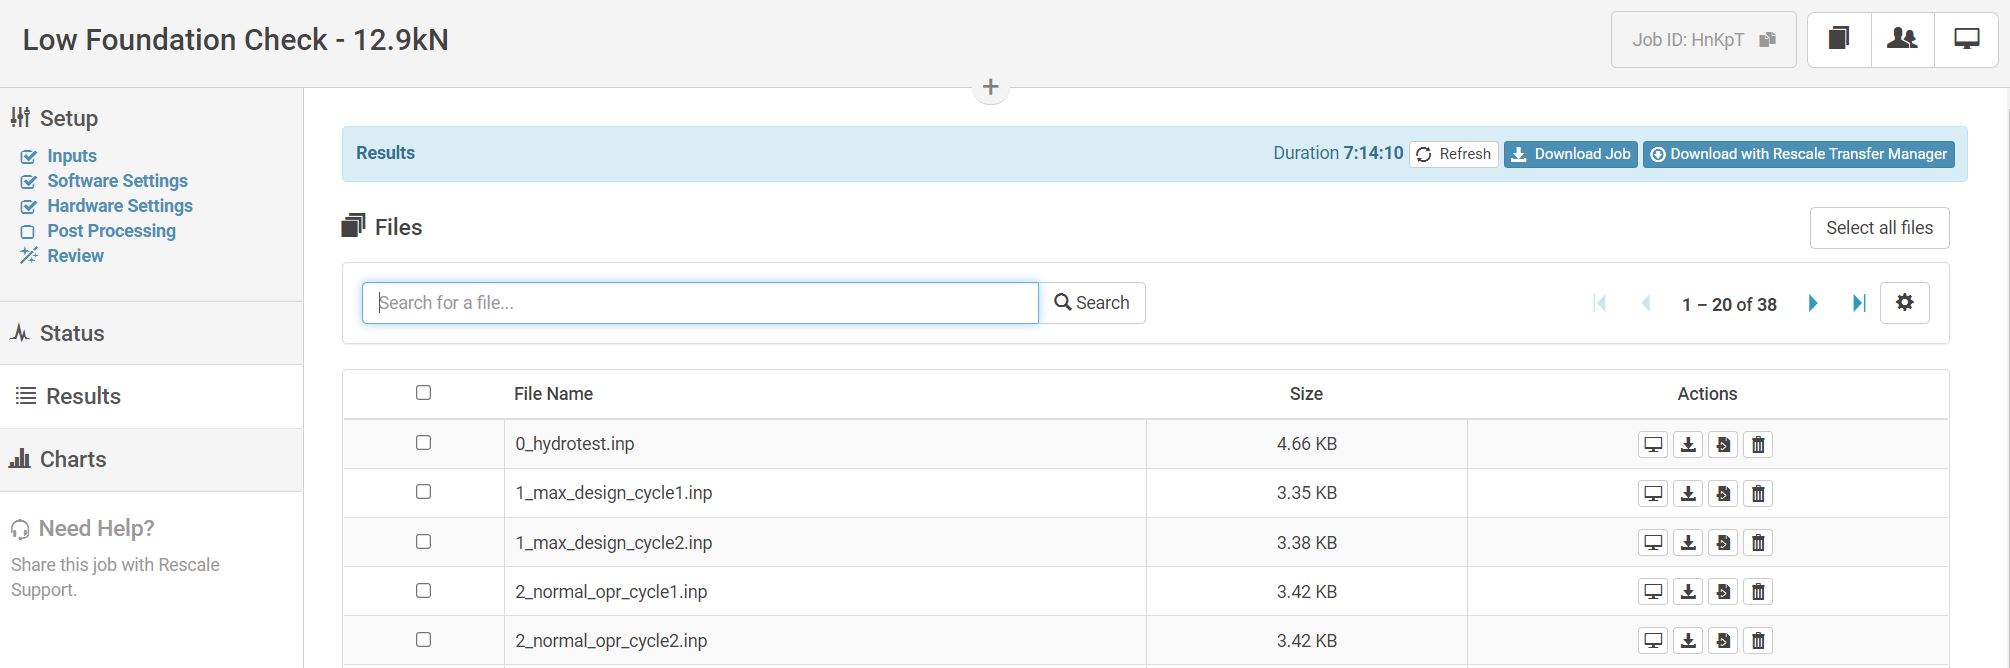 Low Foundation Check - 12.9kN
Job ID: HnKpT
+
Setup
Inputs
Software Settings
Hardware Settings
Post Processing
Review
Status
Results
Charts
Need Help?
Share this job with Rescale
Support.
Results
Duration 7:14:10 Refresh Download Job Download with Rescale Transfer Manager
Files
Select all files
Search for a file...
Search
1 – 20 of 38
File Name Size Actions
0_hydrotest.inp 4.66 KB
1_max_design_cycle1.inp 3.35 KB
1_max_design_cycle2.inp 3.38 KB
2_normal_opr_cycle1.inp 3.42 KB
2_normal_opr_cycle2.inp 3.42 KB